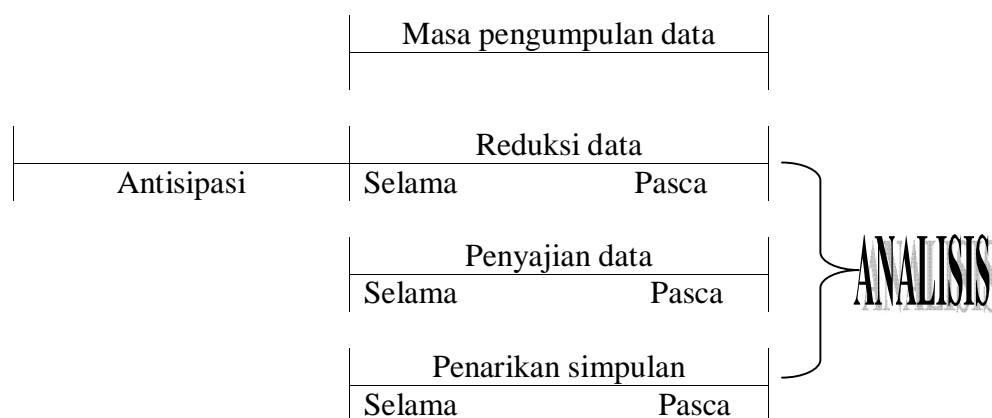 Masa pengumpulan data
Reduksi data
Antisipasi Selama Pasca
Penyajian data
Selama Pasca
ANALISIS
Penarikan simpulan
Selama Pasca